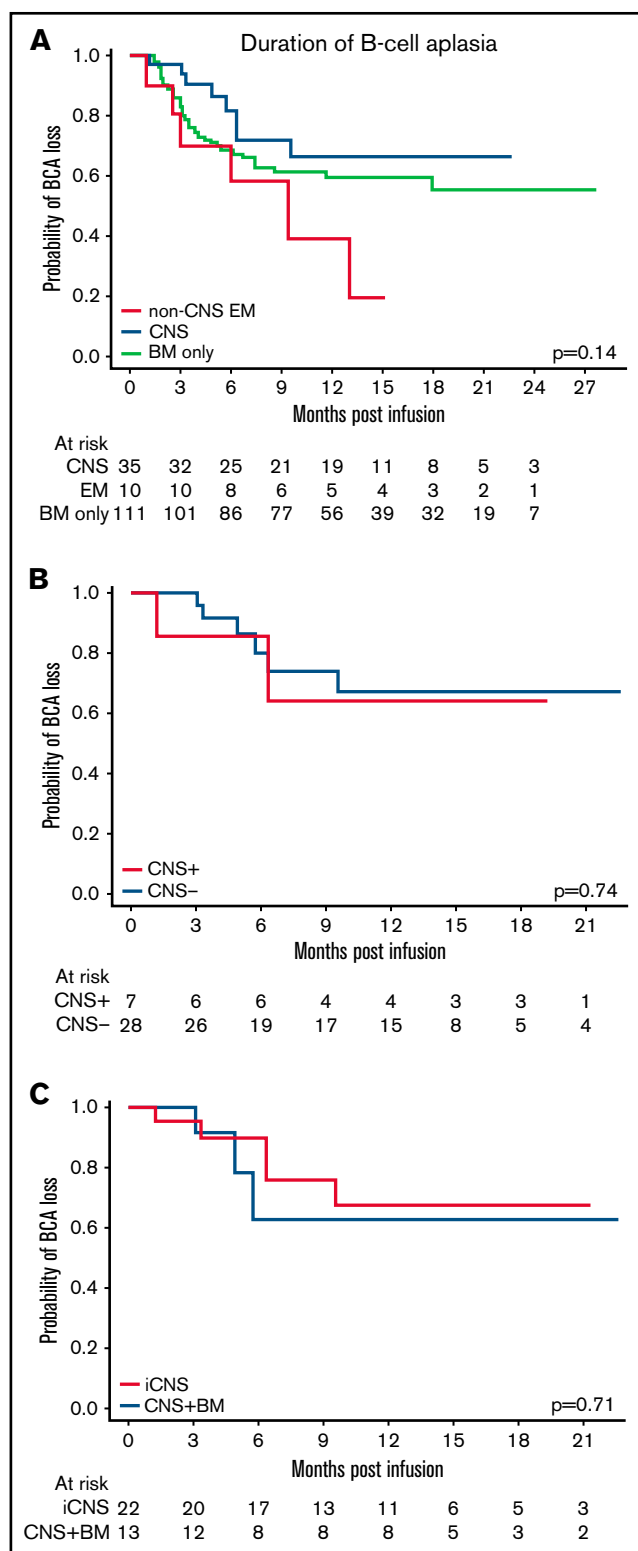 A
Duration of B-cell aplasia
Probability of BCA loss
1.0
0.8
0.6
0.4
0.2
0.0
non-CNS EM
CNS
BM only
p=0.14
0 3 6 9 12 15 18 21 24 27
Months post infusion
At risk
CNS 35 32 25 21 19 11 8 5 3
EM 10 10 8 6 5 4 3 2 1
BM only 111 101 86 77 56 39 32 19 7
B
Probability of BCA loss
1.0
0.8
0.6
0.4
0.2
0.0
CNS+
CNS–
p=0.74
0 3 6 9 12 15 18 21
Months post infusion
At risk
CNS+ 7 6 6 4 4 3 3 1
CNS– 28 26 19 17 15 8 5 4
C
Probability of BCA loss
1.0
0.8
0.6
0.4
0.2
0.0
iCNS
CNS+BM
p=0.71
0 3 6 9 12 15 18 21
Months post infusion
At risk
iCNS 22 20 17 13 11 6 5 3
CNS+BM 13 12 8 8 8 5 3 2